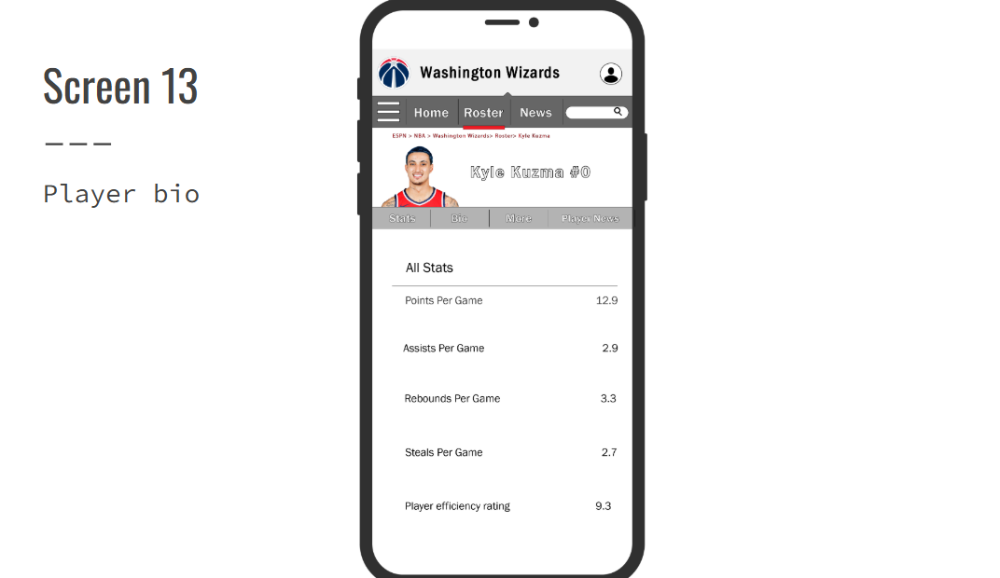 Screen 13
Player bio
Washington Wizards
Home Roster News
ESPN > NBA > Washington Wizards> Roster> Kyle Kuzma
Kyle Kuzma #0
Stats Bio More Player News
All Stats
Points Per Game 12.9
Assists Per Game 2.9
Rebounds Per Game 3.3
Steals Per Game 2.7
Player efficiency rating 9.3